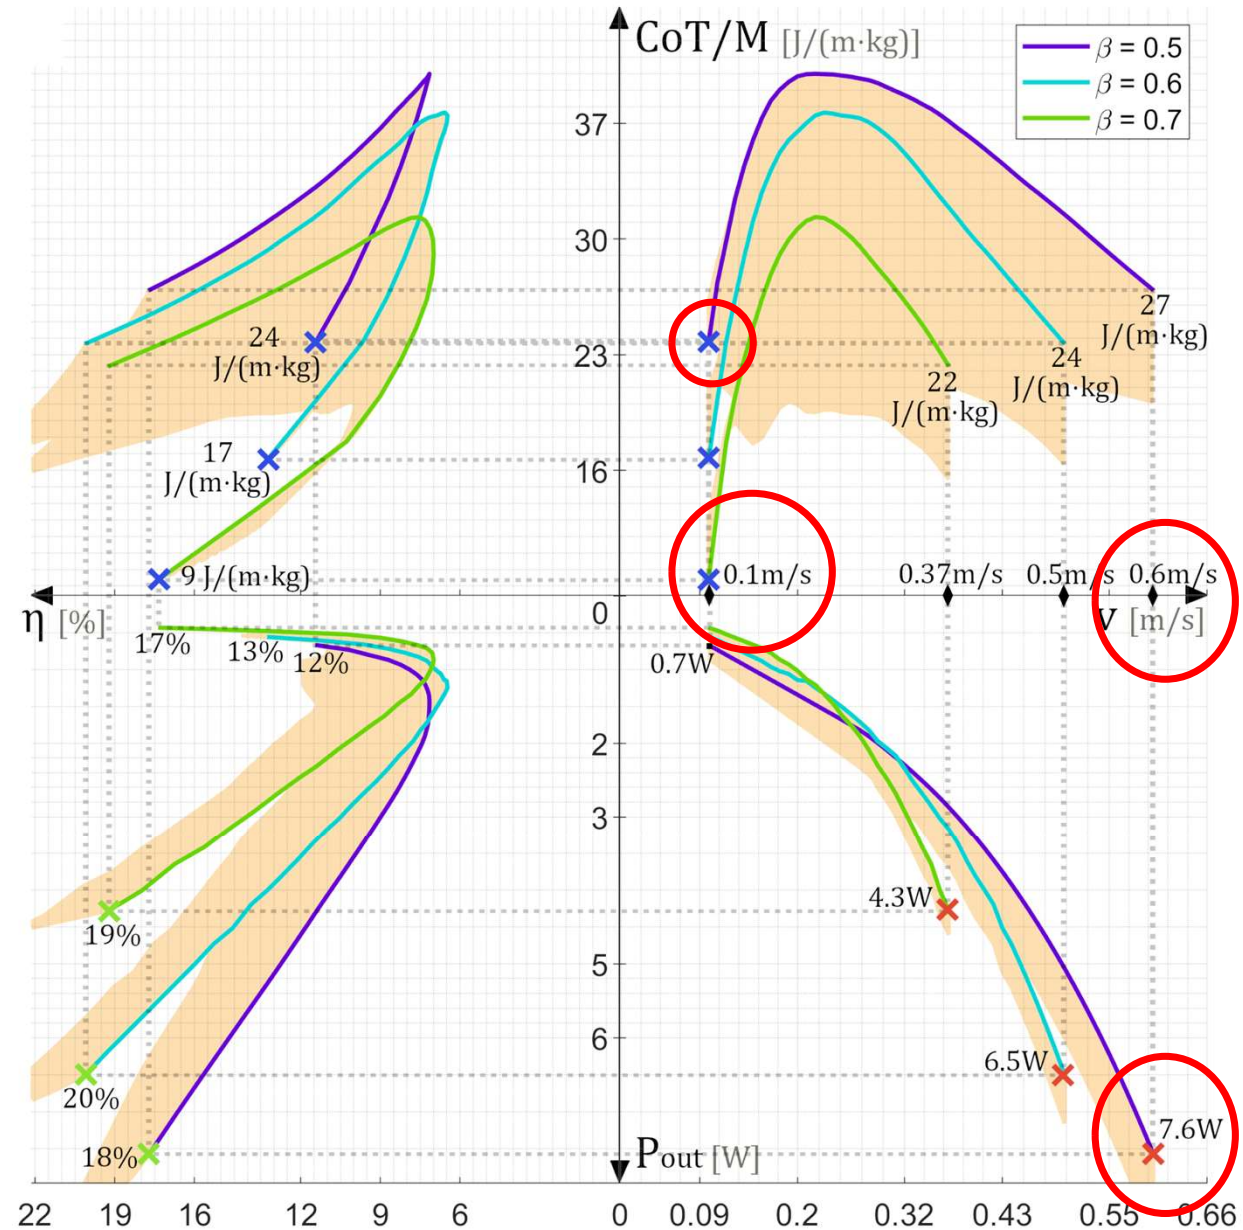 CoT/M [J/(m·kg)]
β = 0.5
β = 0.6
β = 0.7
37
30
23
16
0
2
3
5
6
24
J/(m·kg)
17
J/(m·kg)
9 J/(m·kg)
27
J/(m·kg)
24
J/(m·kg)
22
J/(m·kg)
0.1m/s
0.37m/s
0.5m/s
0.6m/s
η [%]
V [m/s]
17%
13%
12%
0.7W
19%
4.3W
20%
6.5W
18%
7.6W
Pout [W]
22
19
16
12
9
6
0
0.09
0.2
0.32
0.43
0.55
0.66